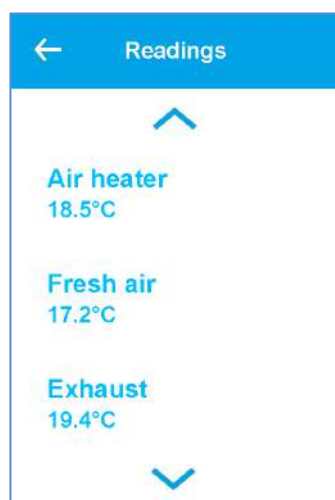 Readings
Air heater
18.5°C
Fresh air
17.2°C
Exhaust
19.4°C